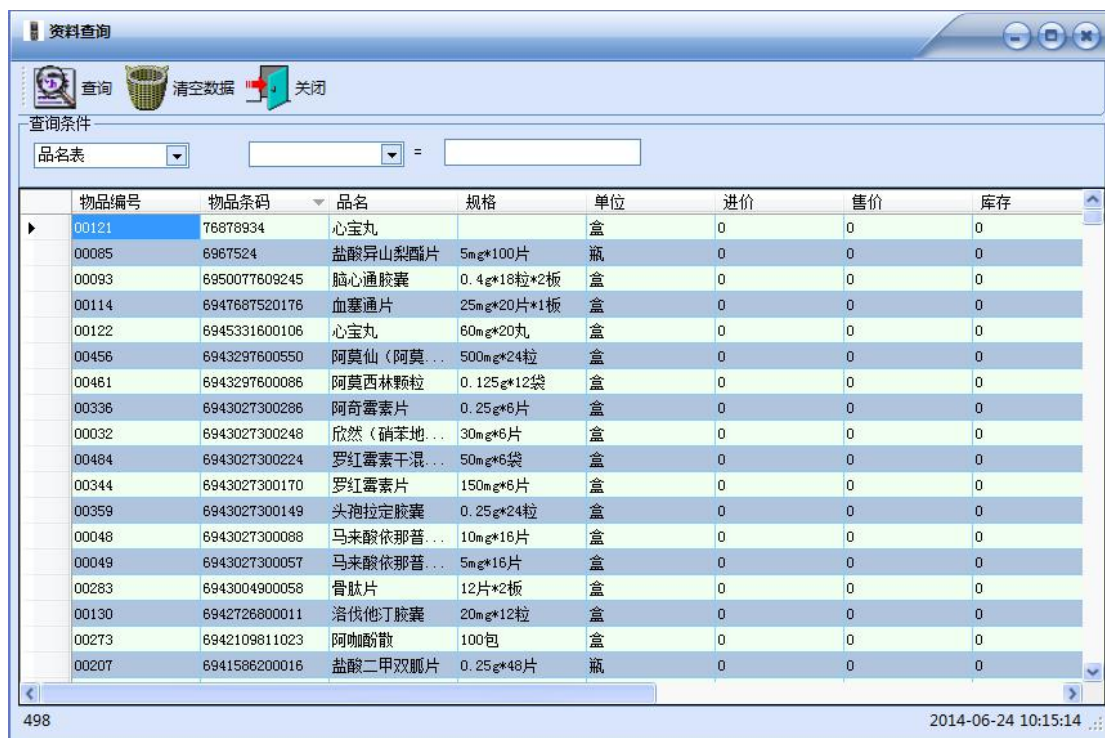 资料查询
查询 清空数据 关闭
查询条件
品名表 =
物品编号 物品条码 品名 规格 单位 进价 售价 库存
00121 76878934 心宝丸 盒 0 0 0
00085 6967524 盐酸异山梨酯片 5mg*100片 瓶 0 0 0
00093 6950077609245 脑心通胶囊 0.4g*18粒*2板 盒 0 0 0
00114 6947687520176 血塞通片 25mg*20片*1板 盒 0 0 0
00122 6945331600106 心宝丸 60mg*20丸 盒 0 0 0
00456 6943297600550 阿莫仙（阿莫... 500mg*24粒 盒 0 0 0
00461 6943297600086 阿莫西林颗粒 0.125g*12袋 盒 0 0 0
00336 6943027300286 阿奇霉素片 0.25g*6片 盒 0 0 0
00032 6943027300248 欣然（硝苯地... 30mg*6片 盒 0 0 0
00484 6943027300224 罗红霉素干混... 50mg*6袋 盒 0 0 0
00344 6943027300170 罗红霉素片 150mg*6片 盒 0 0 0
00359 6943027300149 头孢拉定胶囊 0.25g*24粒 盒 0 0 0
00048 6943027300088 马来酸依那普... 10mg*16片 盒 0 0 0
00049 6943027300057 马来酸依那普... 5mg*16片 盒 0 0 0
00283 6943004900058 骨肽片 12片*2板 盒 0 0 0
00130 6942726800011 洛伐他汀胶囊 20mg*12粒 盒 0 0 0
00273 6942109811023 阿咖酚散 100包 盒 0 0 0
00207 6941586200016 盐酸二甲双胍片 0.25g*48片 瓶 0 0 0
498 2014-06-24 10:15:14